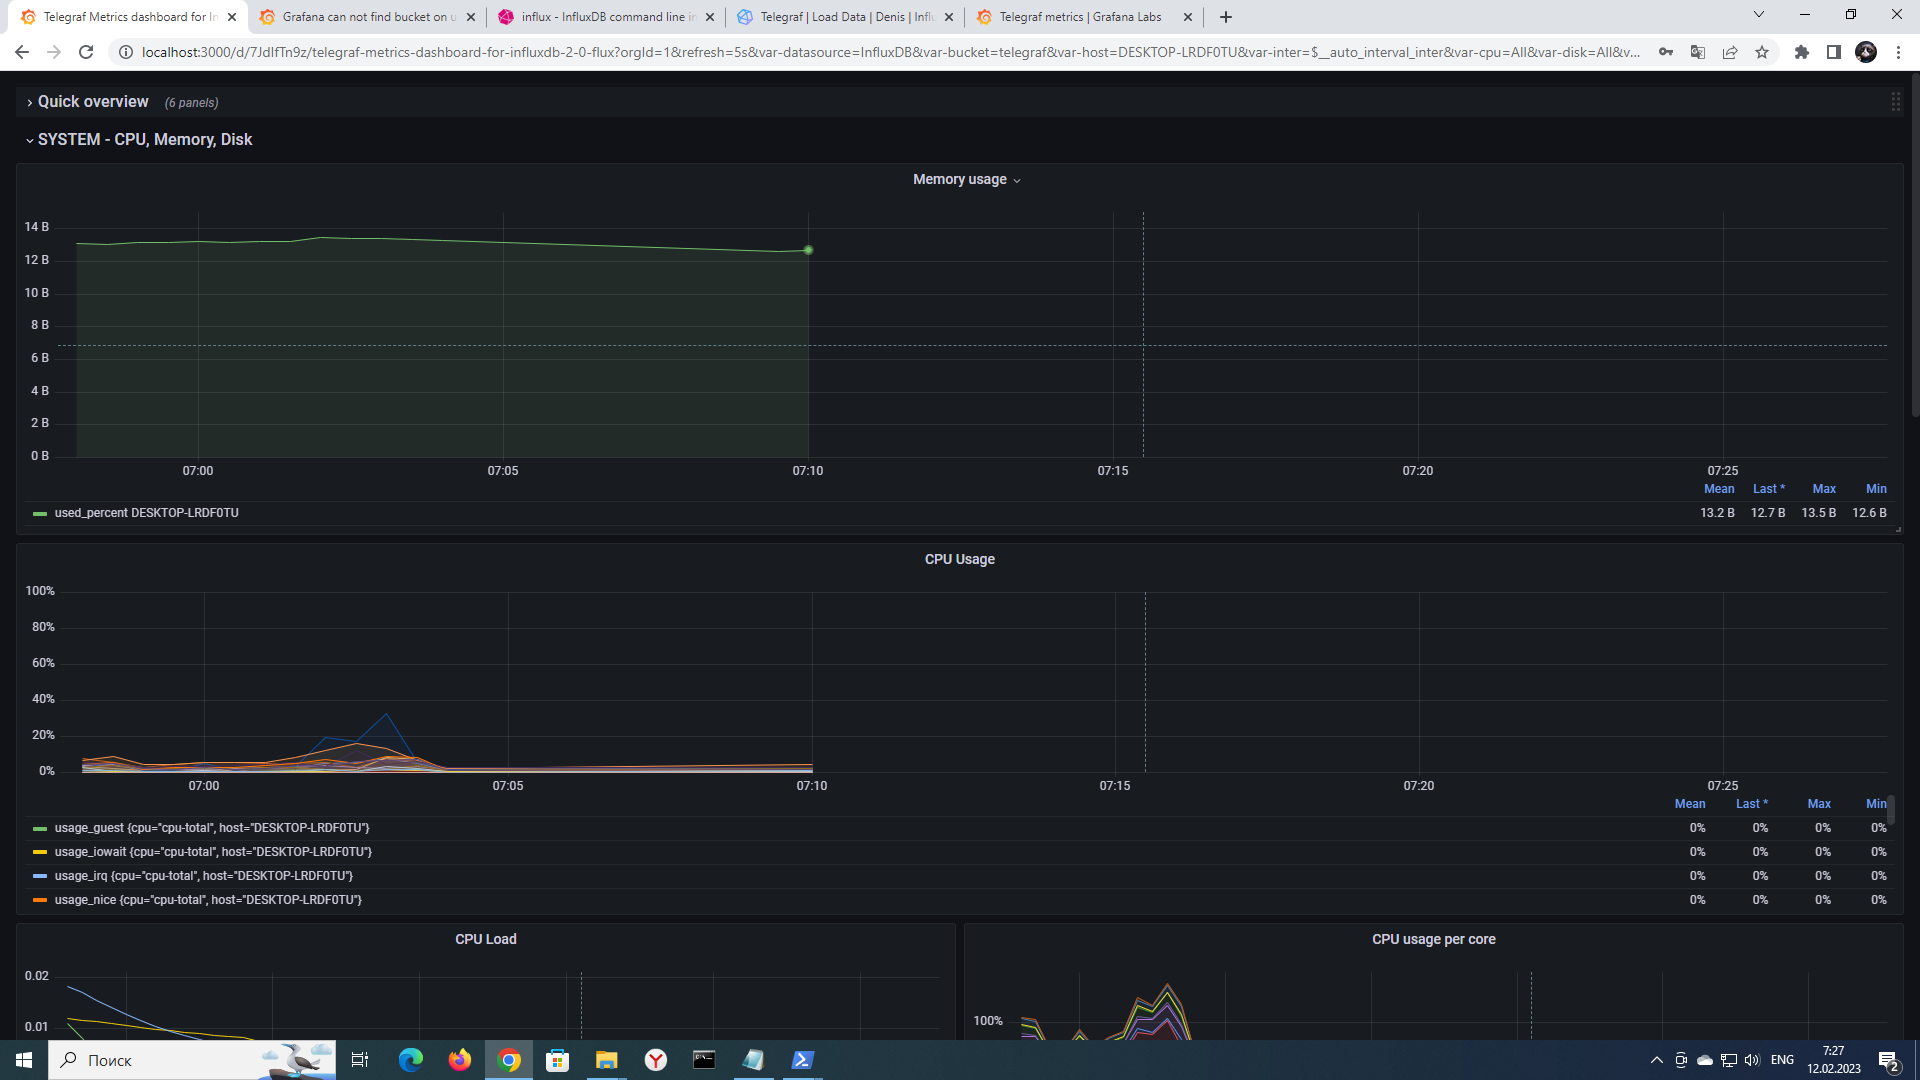 Telegraf Metrics dashboard for In
Grafana can not find bucket on u
influx - InfluxDB command line in
Telegraf | Load Data | Denis | Influ
Telegraf metrics | Grafana Labs
localhost:3000/d/7JdIfTn9z/telegraf-metrics-dashboard-for-influxdb-2-0-flux?orgId=1&refresh=5s&var-datasource=InfluxDB&var-bucket=telegraf&var-host=DESKTOP-LRDF0TU&var-inter=$__auto_interval_inter&var-cpu=All&var-disk=All&v...
Quick overview (6 panels)
SYSTEM - CPU, Memory, Disk
Memory usage
14 B
12 B
10 B
8 B
6 B
4 B
2 B
0 B
07:00 07:05 07:10 07:15 07:20 07:25
Mean Last * Max Min
used_percent DESKTOP-LRDF0TU 13.2 B 12.7 B 13.5 B 12.6 B
CPU Usage
100%
80%
60%
40%
20%
0%
07:00 07:05 07:10 07:15 07:20 07:25
Mean Last * Max Min
usage_guest {cpu="cpu-total", host="DESKTOP-LRDF0TU"} 0% 0% 0% 0%
usage_iowait {cpu="cpu-total", host="DESKTOP-LRDF0TU"} 0% 0% 0% 0%
usage_irq {cpu="cpu-total", host="DESKTOP-LRDF0TU"} 0% 0% 0% 0%
usage_nice {cpu="cpu-total", host="DESKTOP-LRDF0TU"} 0% 0% 0% 0%
CPU Load
0.02
0.01
CPU usage per core
100%
Поиск
ENG
7:27
12.02.2023
2